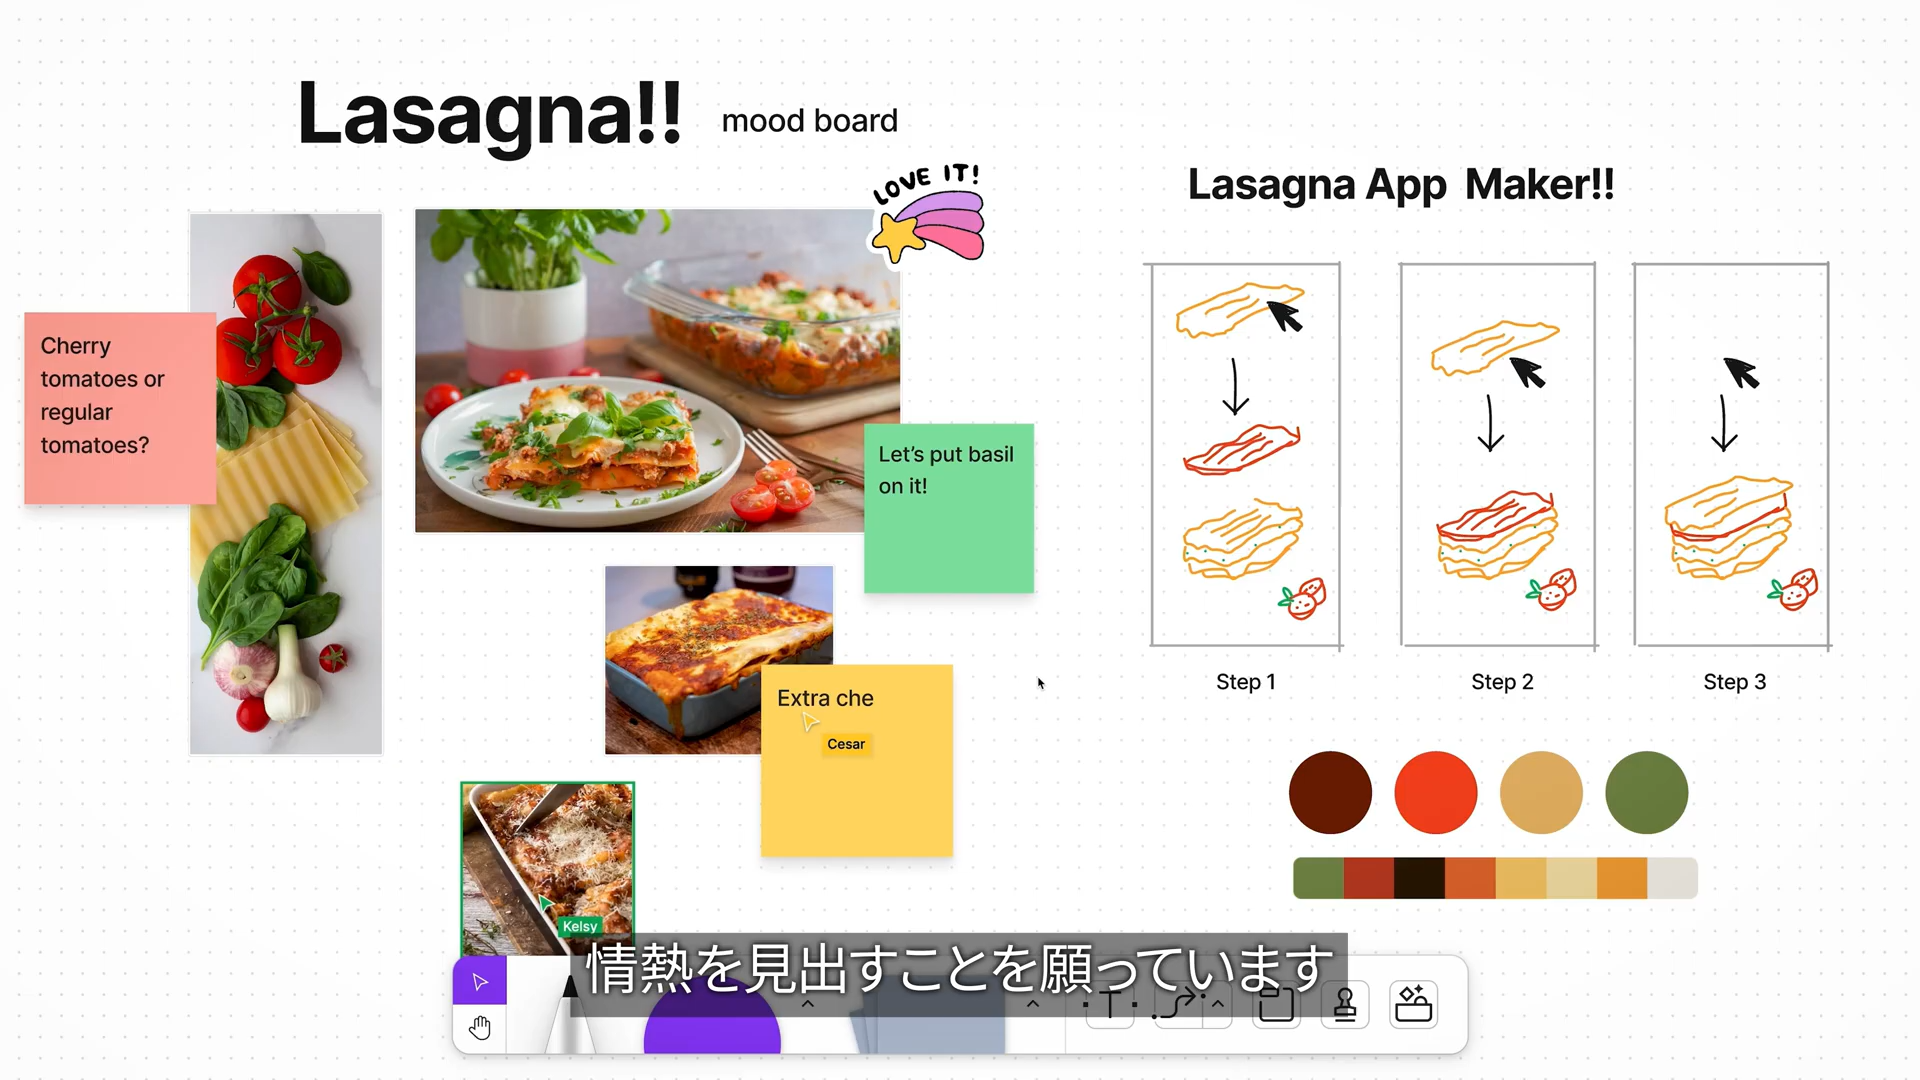 Lasagna!!
mood board
LOVE IT!
Lasagna App Maker!!
Cherry
tomatoes or
regular
tomatoes?
Let's put basil
on it!
Extra che
Cesar
Kelsy
Step 1
Step 2
Step 3
情熱を見出すことを願っています
T